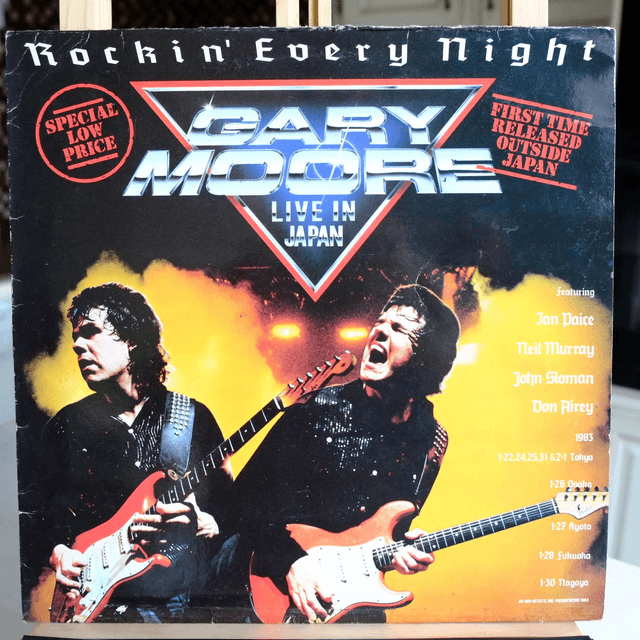 Rockin' Every Night
SPECIAL
LOW
PRICE
GARY
MOORE
LIVE IN
JAPAN
FIRST TIME
RELEASED
OUTSIDE
JAPAN
Featuring
Ian Paice
Neil Murray
John Sloman
Don Airey
1983
1·22,24,25,31 & 2·1 Tokyo
1·26 Osaka
1·27 Kyoto
1·28 Fukuoka
1·30 Nagoya